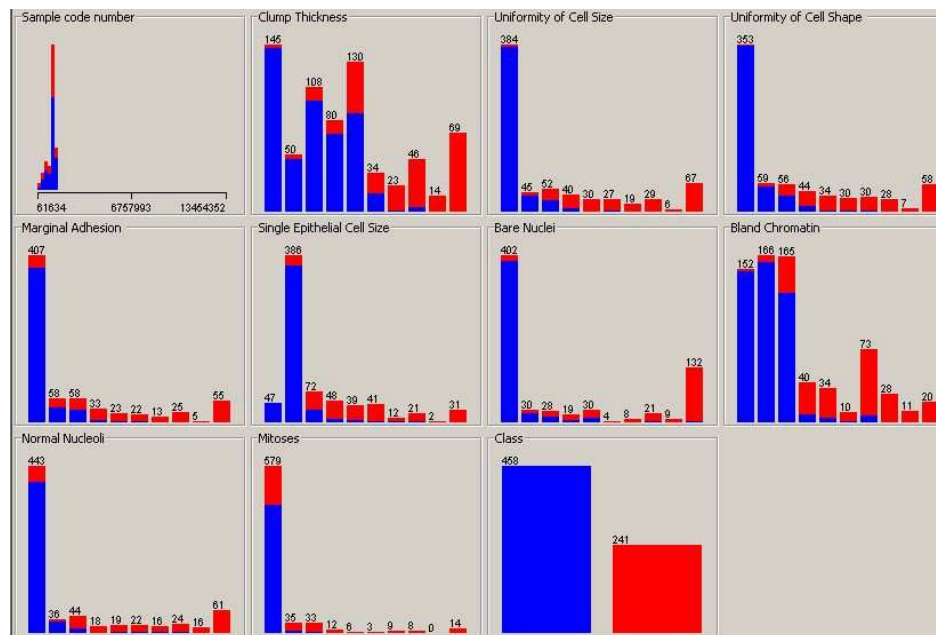 Sample code number
61634 6757993 13454352
Clump Thickness
145 50 108 80 130 34 23 46 14 69
Uniformity of Cell Size
384 45 52 40 30 27 19 29 6 67
Uniformity of Cell Shape
353 59 56 44 34 30 30 28 7 58
Marginal Adhesion
407 58 58 33 23 22 13 25 5 55
Single Epithelial Cell Size
47 386 72 48 39 41 12 21 2 31
Bare Nuclei
402 30 28 19 30 4 8 21 9 132
Bland Chromatin
152 166 165 40 34 10 73 28 11 20
Normal Nucleoli
443 36 44 18 19 22 16 24 16 61
Mitoses
579 35 33 12 6 3 9 8 0 14
Class
458 241